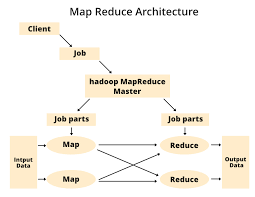 Map Reduce Architecture
Client
Job
hadoop MapReduce
Master
Job parts
Job parts
Map
Reduce
Intput
Data
Output
Data
Map
Reduce